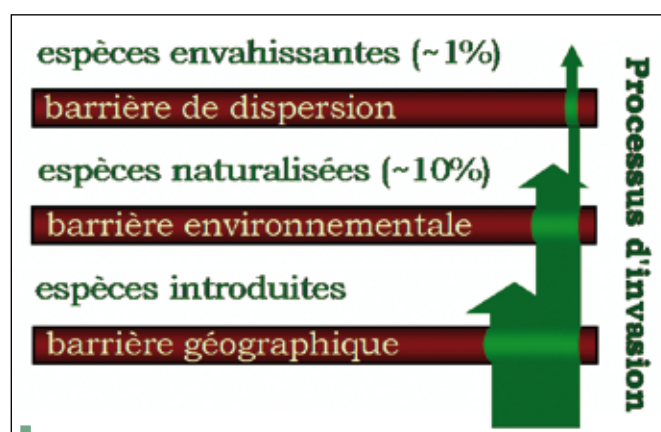 espèces envahissantes (~1%)
barrière de dispersion
espèces naturalisées (~10%)
barrière environnementale
espèces introduites
barrière géographique
Processus d'invasion